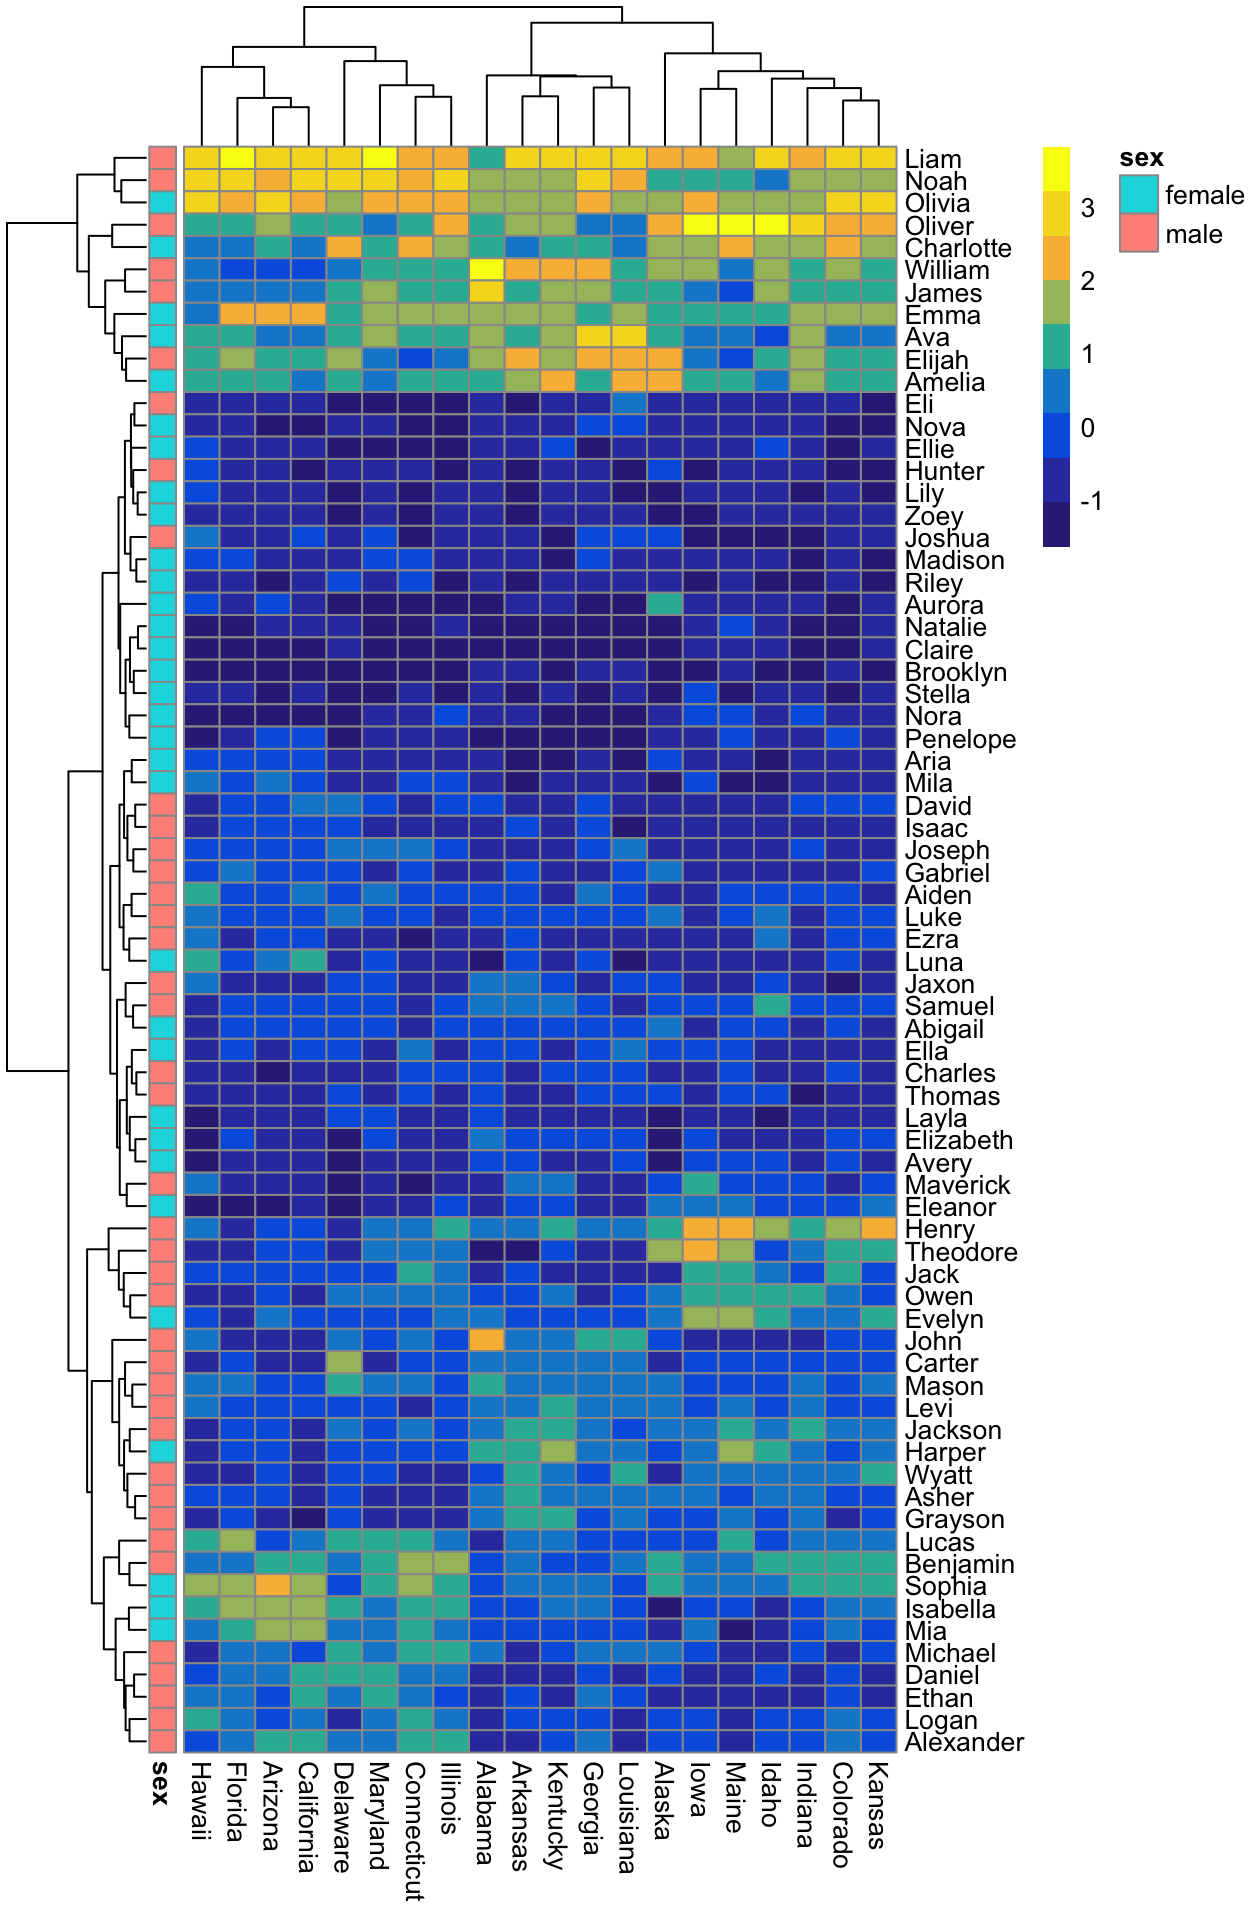 Liam
Noah
Olivia
Oliver
Charlotte
William
James
Emma
Ava
Elijah
Amelia
Eli
Nova
Ellie
Hunter
Lily
Zoey
Joshua
Madison
Riley
Aurora
Natalie
Claire
Brooklyn
Stella
Nora
Penelope
Aria
Mila
David
Isaac
Joseph
Gabriel
Aiden
Luke
Ezra
Luna
Jaxon
Samuel
Abigail
Ella
Charles
Thomas
Layla
Elizabeth
Avery
Maverick
Eleanor
Henry
Theodore
Jack
Owen
Evelyn
John
Carter
Mason
Levi
Jackson
Harper
Wyatt
Asher
Grayson
Lucas
Benjamin
Sophia
Isabella
Mia
Michael
Daniel
Ethan
Logan
Alexander
3
2
1
0
-1
sex
female
male
sex
Hawaii
Florida
Arizona
California
Delaware
Maryland
Connecticut
Illinois
Alabama
Arkansas
Kentucky
Georgia
Louisiana
Alaska
Iowa
Maine
Idaho
Indiana
Colorado
Kansas